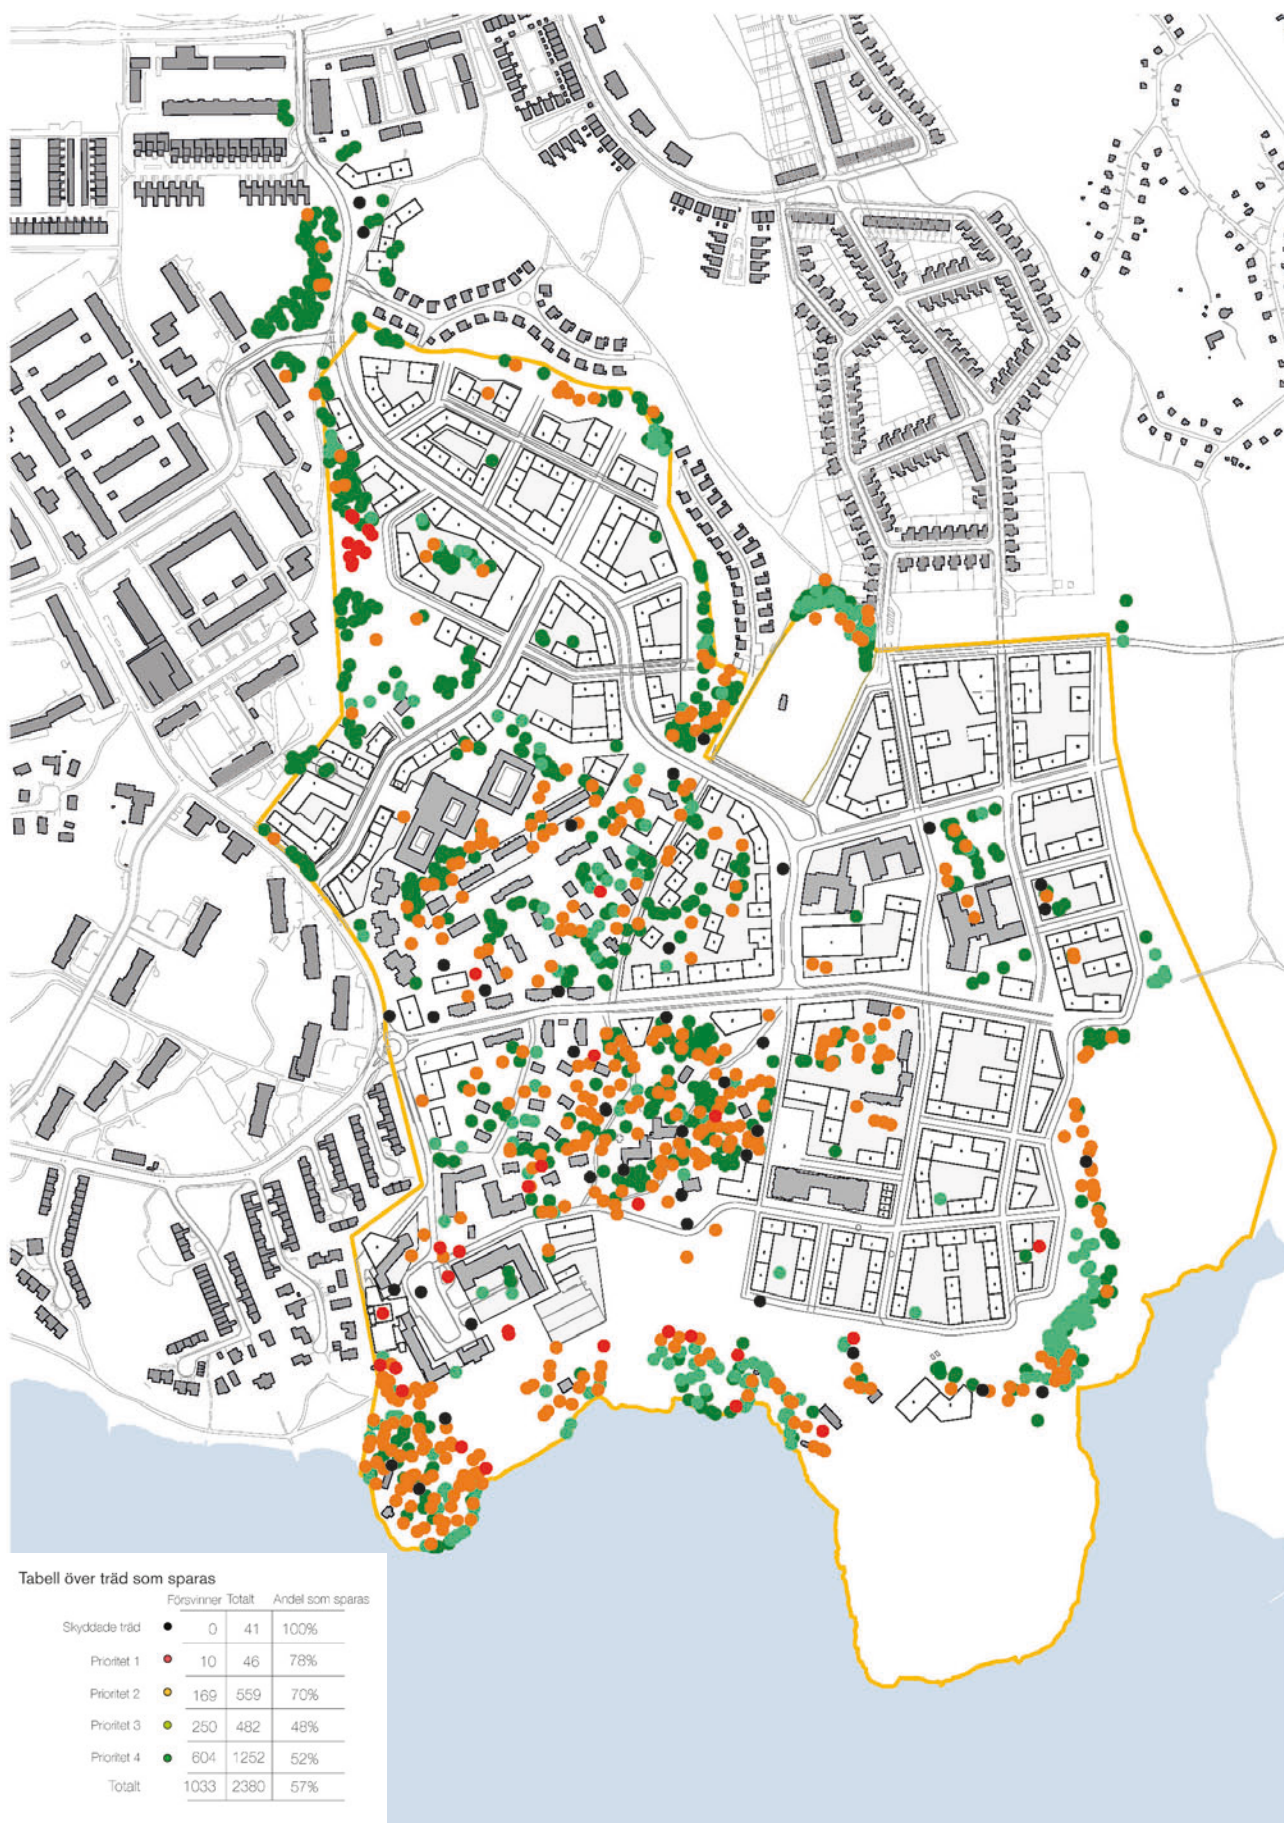 Tabell över träd som sparas
Försvinner Totalt Andel som sparas
Skyddade träd 0 41 100%
Prioritet 1 10 46 78%
Prioritet 2 169 559 70%
Prioritet 3 250 482 48%
Prioritet 4 604 1252 52%
Totalt 1033 2380 57%